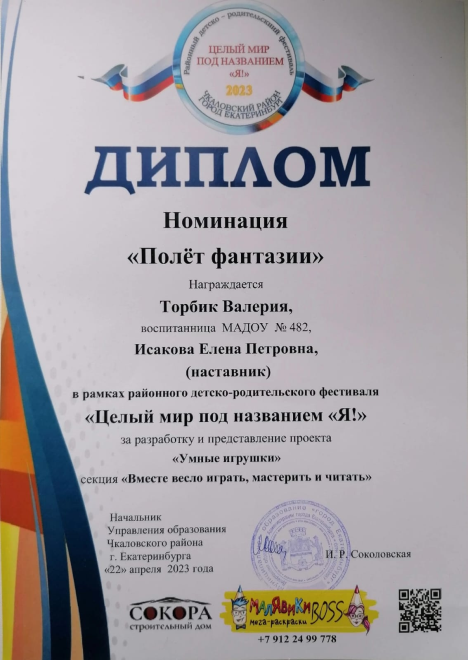 Районный детско - родительский фестиваль
ЦЕЛЫЙ МИР
ПОД НАЗВАНИЕМ
«Я!»
2023
ЧКАЛОВСКИЙ РАЙОН
ГОРОД ЕКАТЕРИНБУРГ
ДИПЛОМ
Номинация
«Полёт фантазии»
Награждается
Торбик Валерия,
воспитанница МАДОУ № 482,
Исакова Елена Петровна,
(наставник)
в рамках районного детско-родительского фестиваля
«Целый мир под названием «Я!»
за разработку и представление проекта
«Умные игрушки»
секция «Вместе весло играть, мастерить и читать»
Начальник
Управления образования
Чкаловского района
г. Екатеринбурга
«22» апреля 2023 года
И. Р. Соколовская
СОКОРА
строительный дом
МАЛЯВИКИ BOSS
мега-раскраски
+7 912 24 99 778